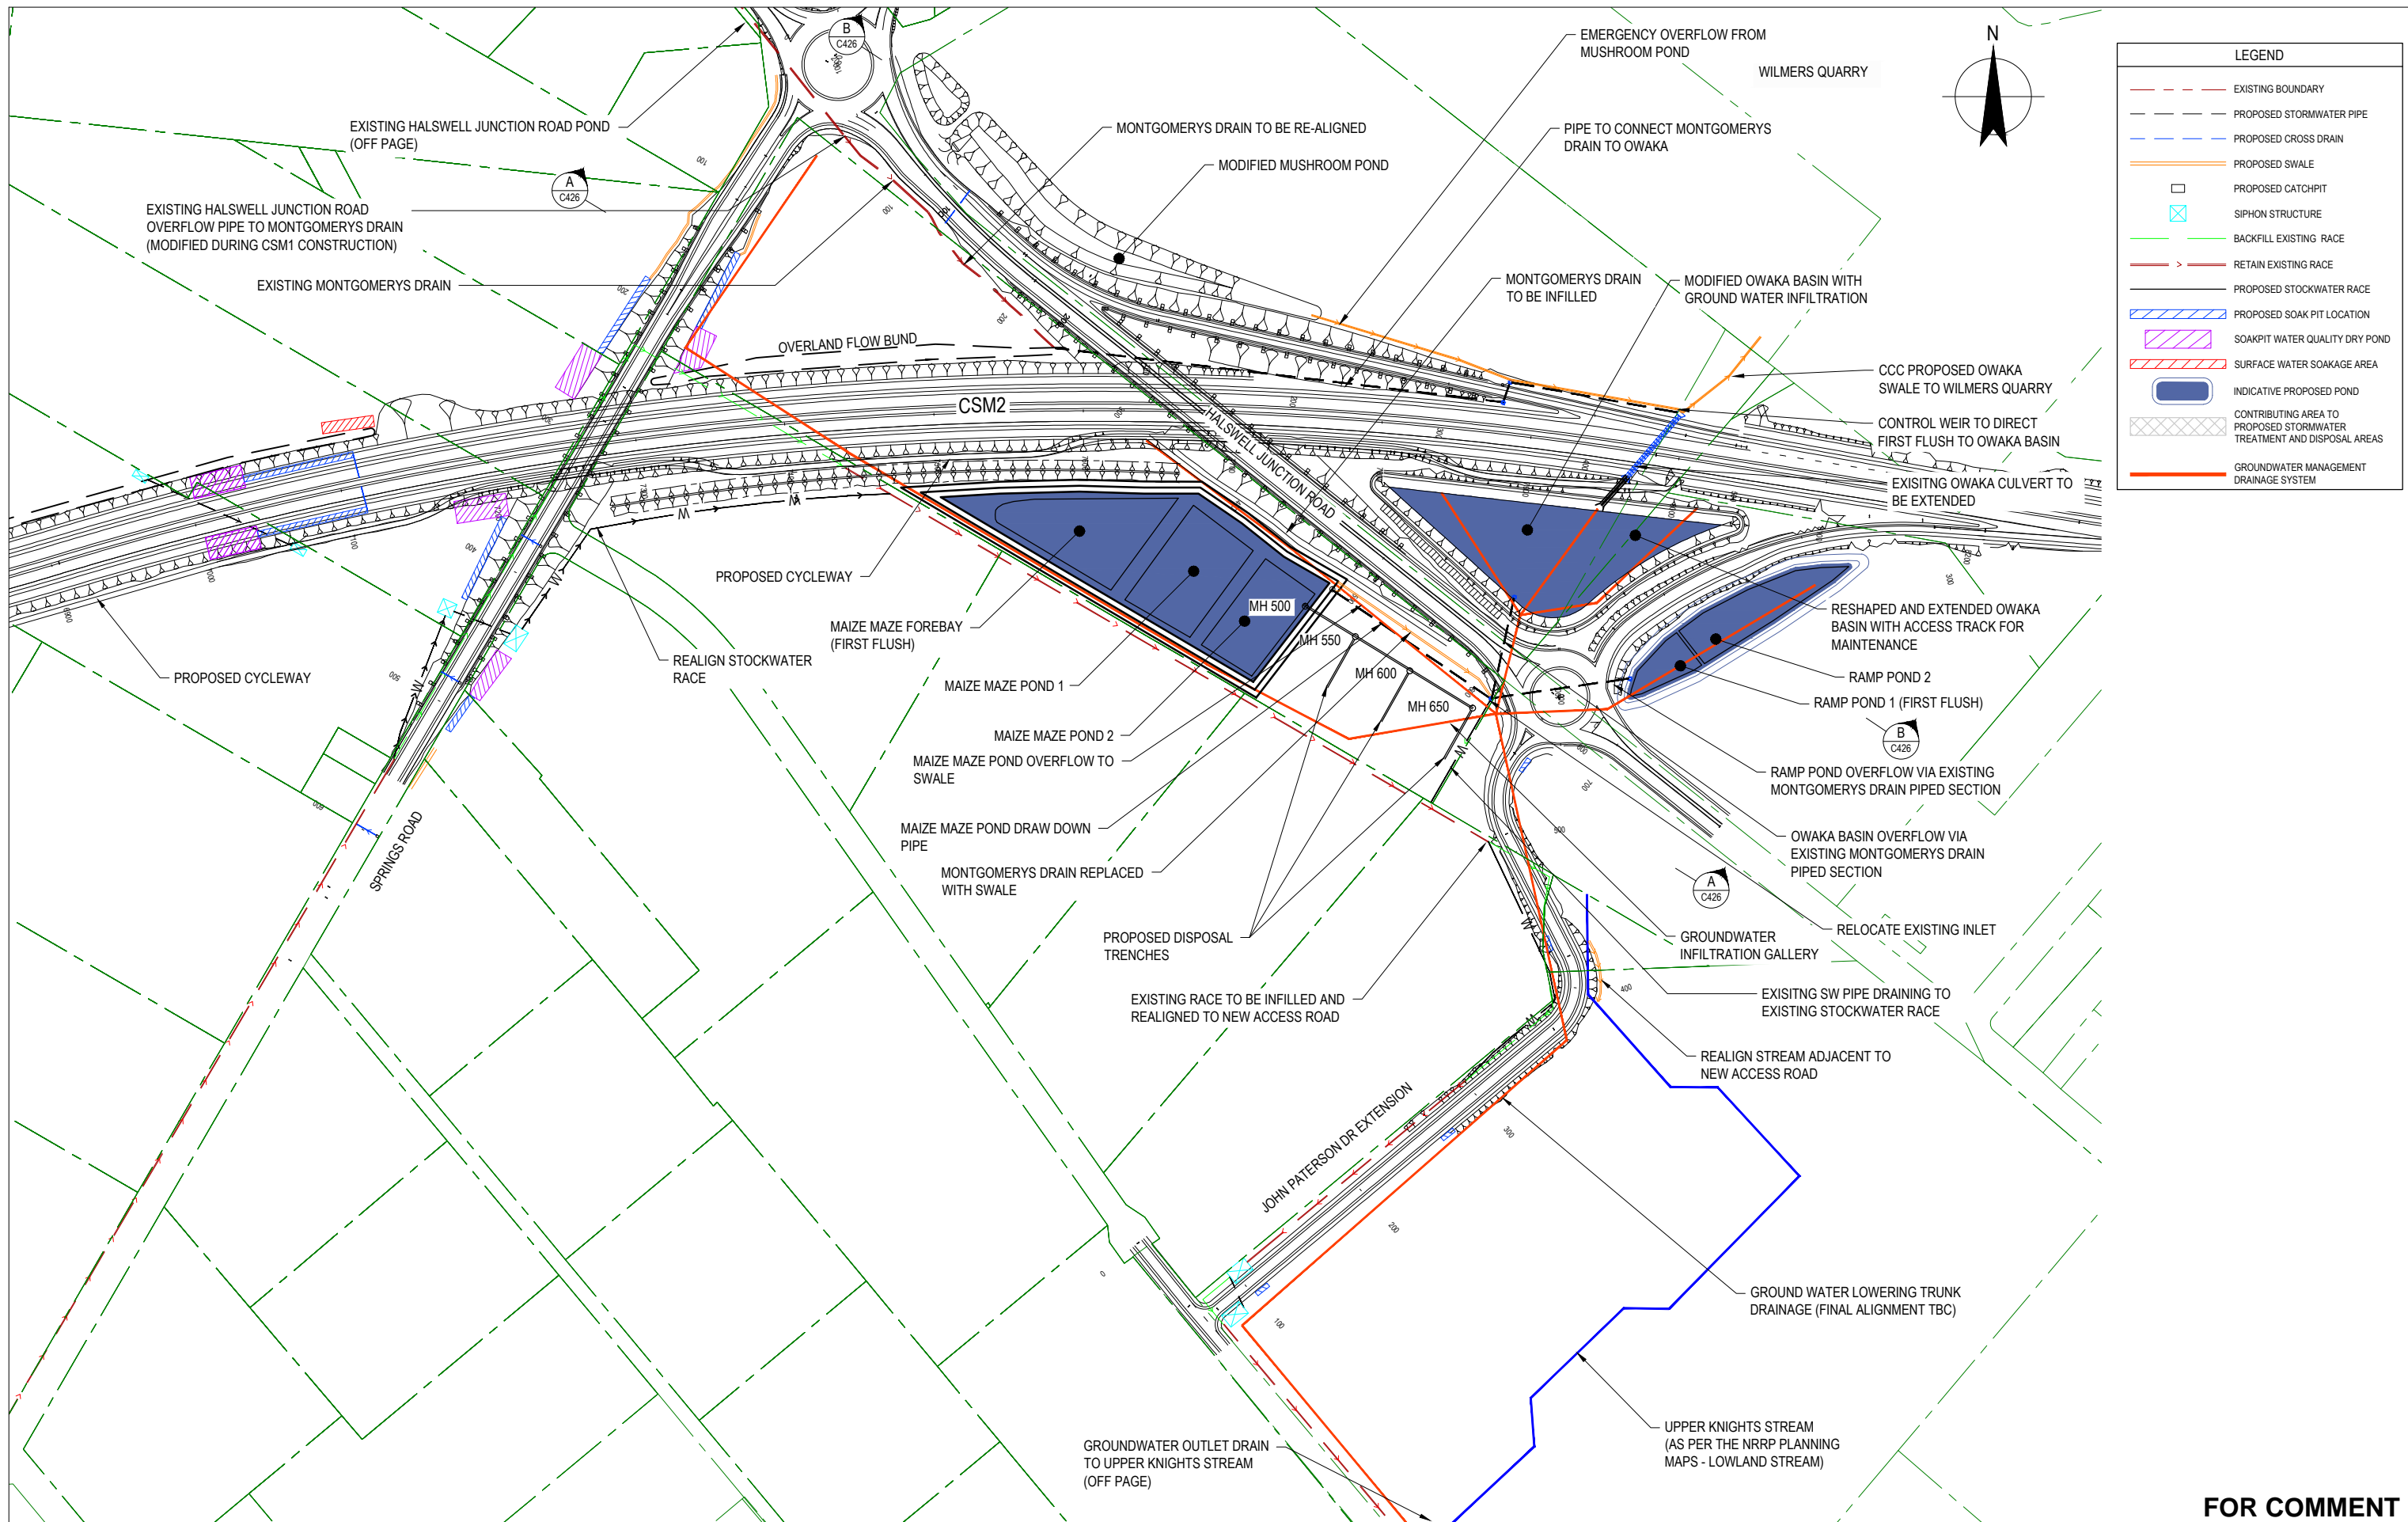 B
C426
N
EMERGENCY OVERFLOW FROM
MUSHROOM POND
WILMERS QUARRY
EXISTING HALSWELL JUNCTION ROAD POND
(OFF PAGE)
MONTGOMERYS DRAIN TO BE RE-ALIGNED
PIPE TO CONNECT MONTGOMERYS
DRAIN TO OWAKA
MODIFIED MUSHROOM POND
A
C426
EXISTING HALSWELL JUNCTION ROAD
OVERFLOW PIPE TO MONTGOMERYS DRAIN
(MODIFIED DURING CSM1 CONSTRUCTION)
EXISTING MONTGOMERYS DRAIN
MONTGOMERYS DRAIN
TO BE INFILLED
MODIFIED OWAKA BASIN WITH
GROUND WATER INFILTRATION
OVERLAND FLOW BUND
CSM2
HALSWELL JUNCTION ROAD
CCC PROPOSED OWAKA
SWALE TO WILMERS QUARRY
CONTROL WEIR TO DIRECT
FIRST FLUSH TO OWAKA BASIN
EXISITNG OWAKA CULVERT TO
BE EXTENDED
PROPOSED CYCLEWAY
MAIZE MAZE FOREBAY
(FIRST FLUSH)
REALIGN STOCKWATER
RACE
PROPOSED CYCLEWAY
MAIZE MAZE POND 1
MAIZE MAZE POND 2
MAIZE MAZE POND OVERFLOW TO
SWALE
MAIZE MAZE POND DRAW DOWN
PIPE
MONTGOMERYS DRAIN REPLACED
WITH SWALE
PROPOSED DISPOSAL
TRENCHES
EXISTING RACE TO BE INFILLED AND
REALIGNED TO NEW ACCESS ROAD
MH 500
MH 550
MH 600
MH 650
RESHAPED AND EXTENDED OWAKA
BASIN WITH ACCESS TRACK FOR
MAINTENANCE
RAMP POND 2
RAMP POND 1 (FIRST FLUSH)
B
C426
RAMP POND OVERFLOW VIA EXISTING
MONTGOMERYS DRAIN PIPED SECTION
OWAKA BASIN OVERFLOW VIA
EXISTING MONTGOMERYS DRAIN
PIPED SECTION
A
C426
RELOCATE EXISTING INLET
GROUNDWATER
INFILTRATION GALLERY
EXISITNG SW PIPE DRAINING TO
EXISTING STOCKWATER RACE
REALIGN STREAM ADJACENT TO
NEW ACCESS ROAD
SPRINGS ROAD
JOHN PATERSON DR EXTENSION
GROUND WATER LOWERING TRUNK
DRAINAGE (FINAL ALIGNMENT TBC)
UPPER KNIGHTS STREAM
(AS PER THE NRRP PLANNING
MAPS - LOWLAND STREAM)
GROUNDWATER OUTLET DRAIN
TO UPPER KNIGHTS STREAM
(OFF PAGE)
LEGEND
EXISTING BOUNDARY
PROPOSED STORMWATER PIPE
PROPOSED CROSS DRAIN
PROPOSED SWALE
PROPOSED CATCHPIT
SIPHON STRUCTURE
BACKFILL EXISTING RACE
RETAIN EXISTING RACE
PROPOSED STOCKWATER RACE
PROPOSED SOAK PIT LOCATION
SOAKPIT WATER QUALITY DRY POND
SURFACE WATER SOAKAGE AREA
INDICATIVE PROPOSED POND
CONTRIBUTING AREA TO
PROPOSED STORMWATER
TREATMENT AND DISPOSAL AREAS
GROUNDWATER MANAGEMENT
DRAINAGE SYSTEM
FOR COMMENT